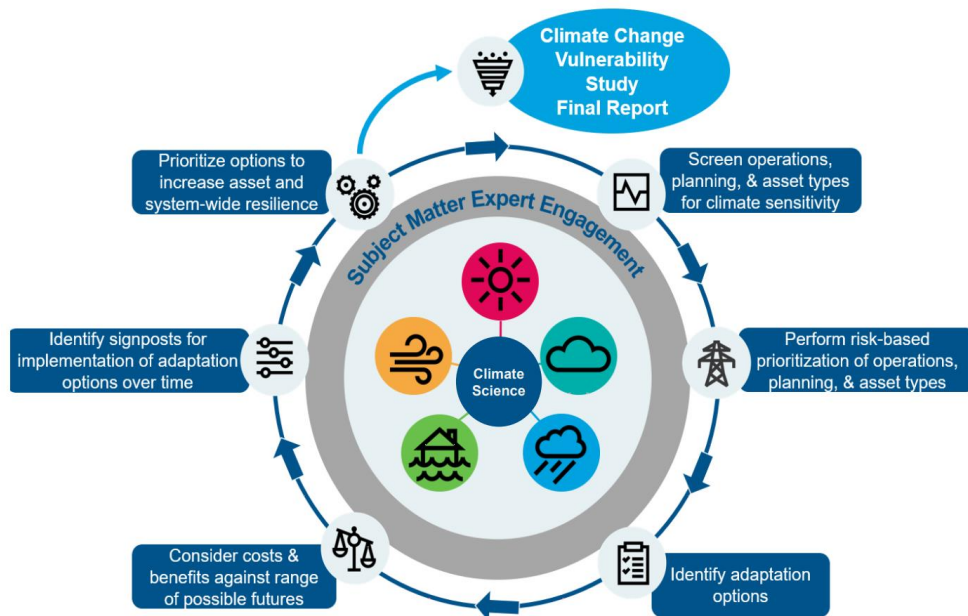 Climate Change
Vulnerability
Study
Final Report
Prioritize options to
increase asset and
system-wide resilience
Screen operations,
planning, & asset types
for climate sensitivity
Subject Matter Expert Engagement
Climate
Science
Identify signposts for
implementation of adaptation
options over time
Perform risk-based
prioritization of operations,
planning, & asset types
Consider costs &
benefits against range
of possible futures
Identify adaptation
options